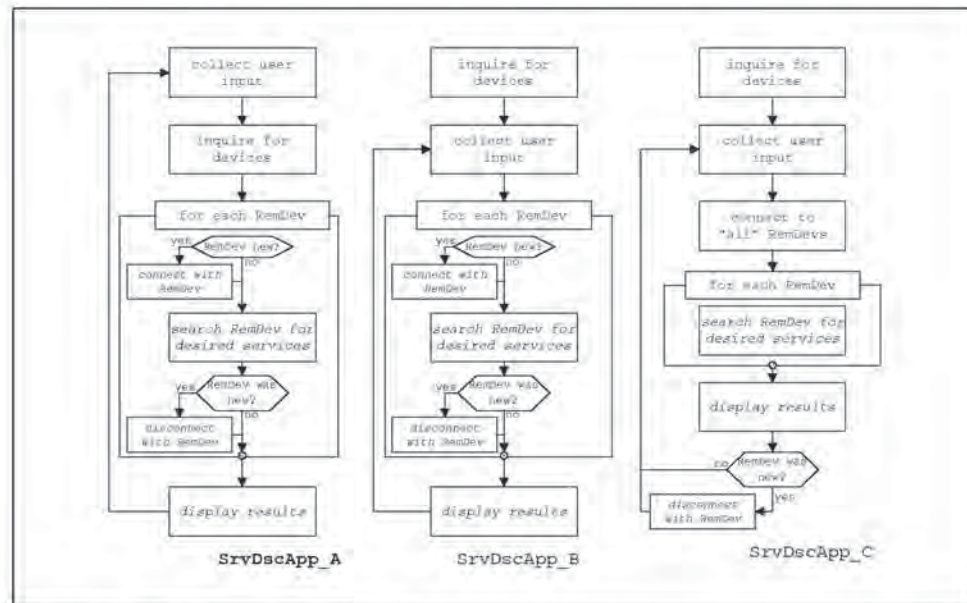 collect user
input
inquire for
devices
for each RemDev
yes
RemDev new?
no
connect with
RemDev
search RemDev for
desired services
yes
RemDev was
new?
no
disconnect
with RemDev
display results
SrvDscApp_A
inquire for
devices
collect user
input
for each RemDev
yes
RemDev new?
no
connect with
RemDev
search RemDev for
desired services
yes
RemDev was
new?
no
disconnect
with RemDev
display results
SrvDscApp_B
inquire for
devices
collect user
input
connect to
"all" RemDevs
for each RemDev
search RemDev for
desired services
display results
no
RemDev was
new?
yes
disconnect
with RemDev
SrvDscApp_C